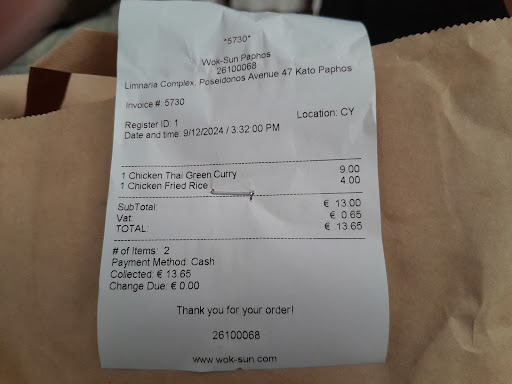 *5730*
Wok-Sun Paphos
26100068
Limnaria Complex, Poseidonos Avenue 47 Kato Paphos
Invoice #: 5730
Register ID: 1 Location: CY
Date and time: 9/12/2024 / 3:32:00 PM
1 Chicken Thai Green Curry 9.00
1 Chicken Fried Rice 4.00
SubTotal: € 13.00
Vat: € 0.65
TOTAL: € 13.65
# of Items: 2
Payment Method: Cash
Collected: € 13.65
Change Due: € 0.00
Thank you for your order!
26100068
www.wok-sun.com